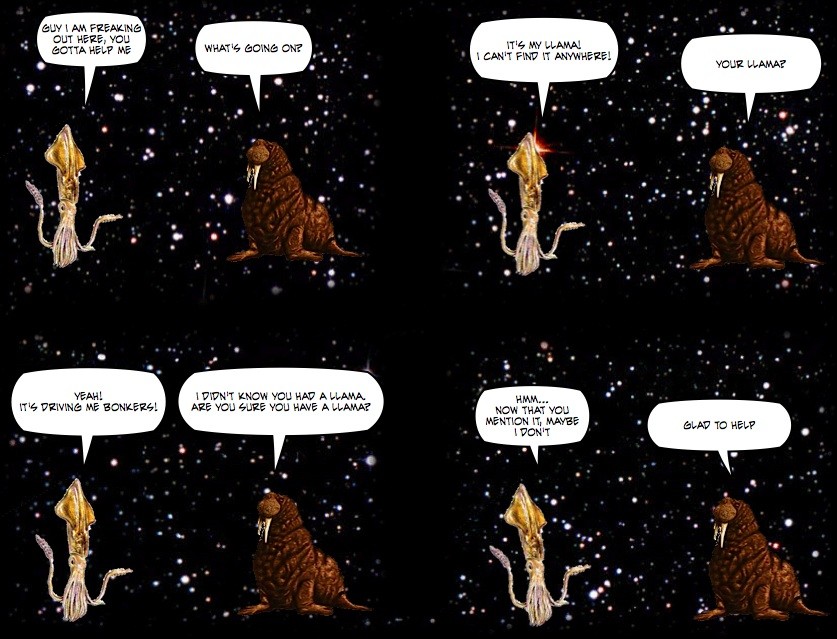 GUY I AM FREAKING
OUT HERE, YOU
GOTTA HELP ME
WHAT'S GOING ON?
IT'S MY LLAMA!
I CAN'T FIND IT ANYWHERE!
YOUR LLAMA?
YEAH!
IT'S DRIVING ME BONKERS!
I DIDN'T KNOW YOU HAD A LLAMA.
ARE YOU SURE YOU HAVE A LLAMA?
HMM...
NOW THAT YOU
MENTION IT, MAYBE
I DON'T
GLAD TO HELP